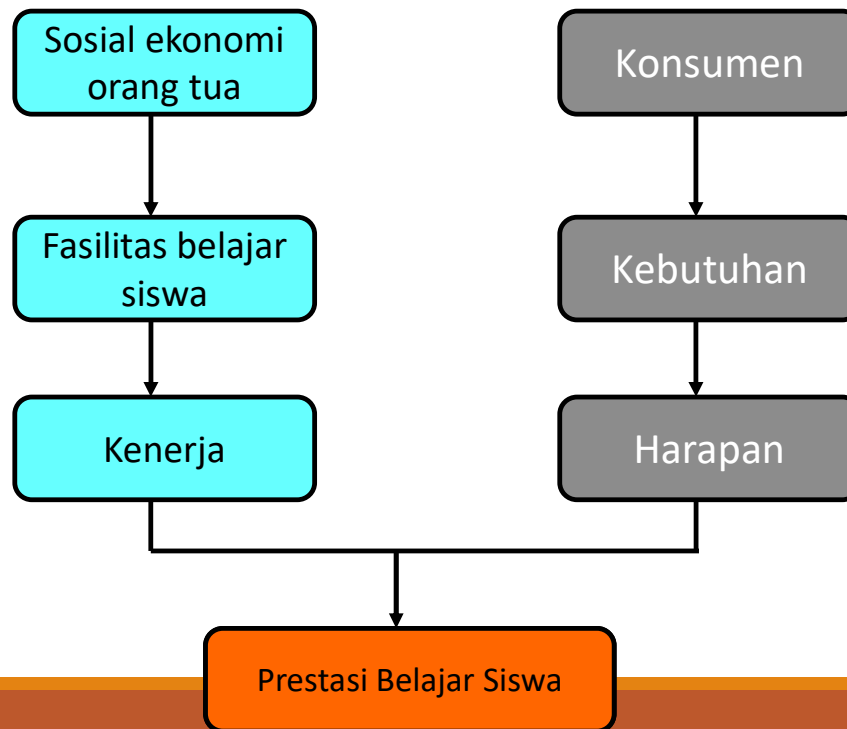 Sosial ekonomi
orang tua
Konsumen
Fasilitas belajar
siswa
Kebutuhan
Kenerja
Harapan
Prestasi Belajar Siswa